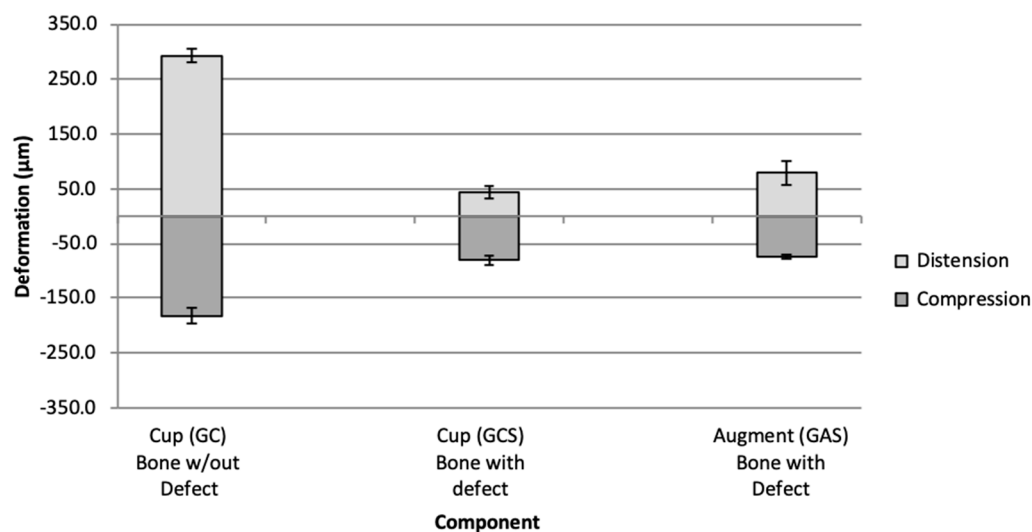 350.0
250.0
150.0
50.0
-50.0
-150.0
-250.0
-350.0
Deformation (µm)
Cup (GC)
Bone w/out
Defect
Cup (GCS)
Bone with
defect
Augment (GAS)
Bone with
Defect
Component
Distension
Compression